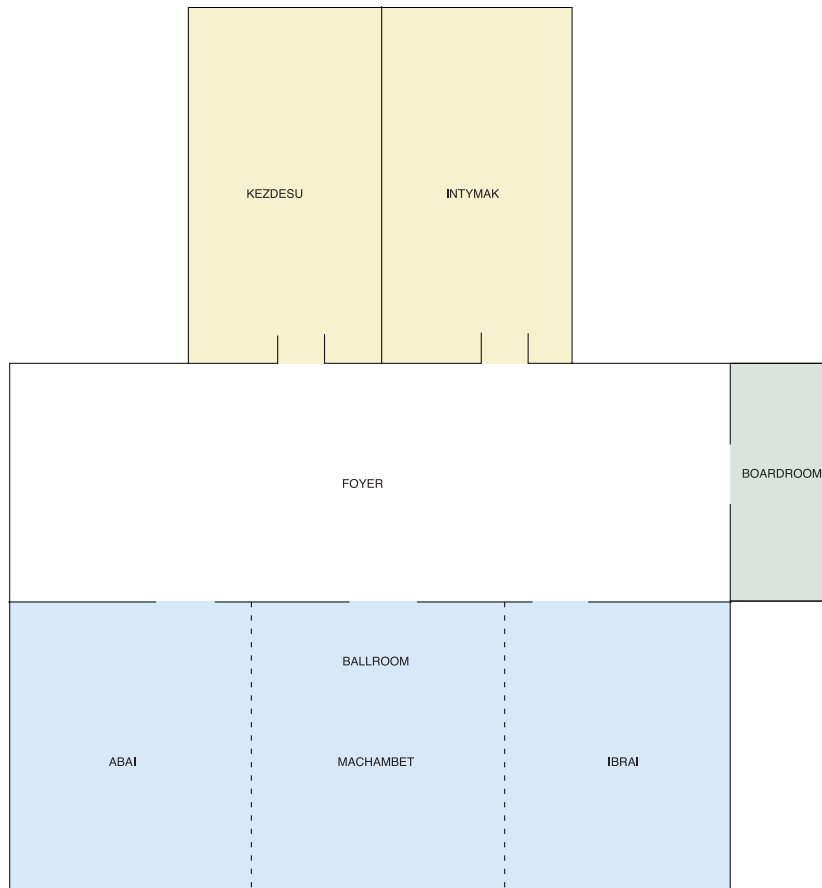 KEZDESU
INTYMAK
BOARDROOM
FOYER
BALLROOM
ABAI
MACHAMBET
IBRAI